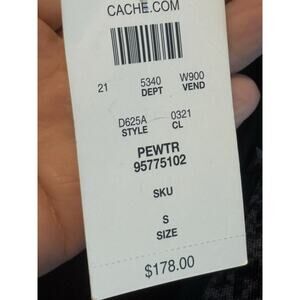 CACHE.COM
21 5340 W900
DEPT VEND
D625A 0321
STYLE CL
PEWTR
95775102
SKU
S
SIZE
$178.00